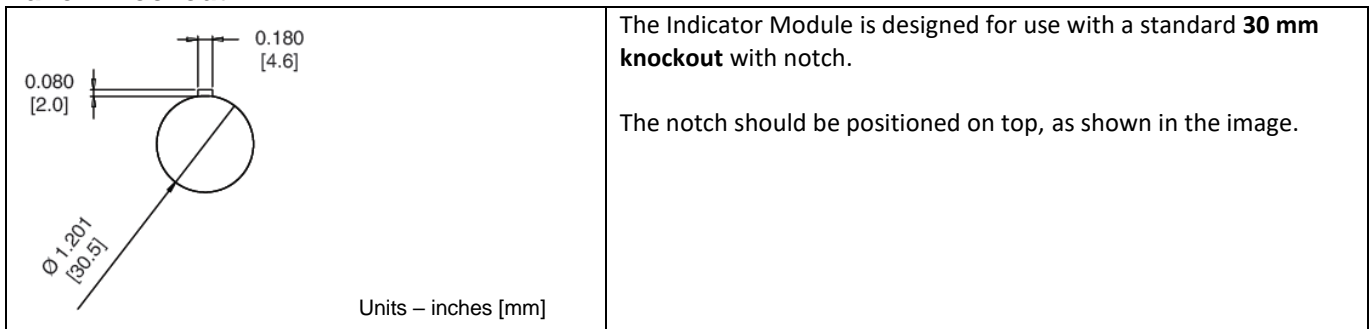 0.180
[4.6]
0.080
[2.0]
Ø 1.201
[30.5]
Units – inches [mm]
The Indicator Module is designed for use with a standard 30 mm
knockout with notch.
The notch should be positioned on top, as shown in the image.